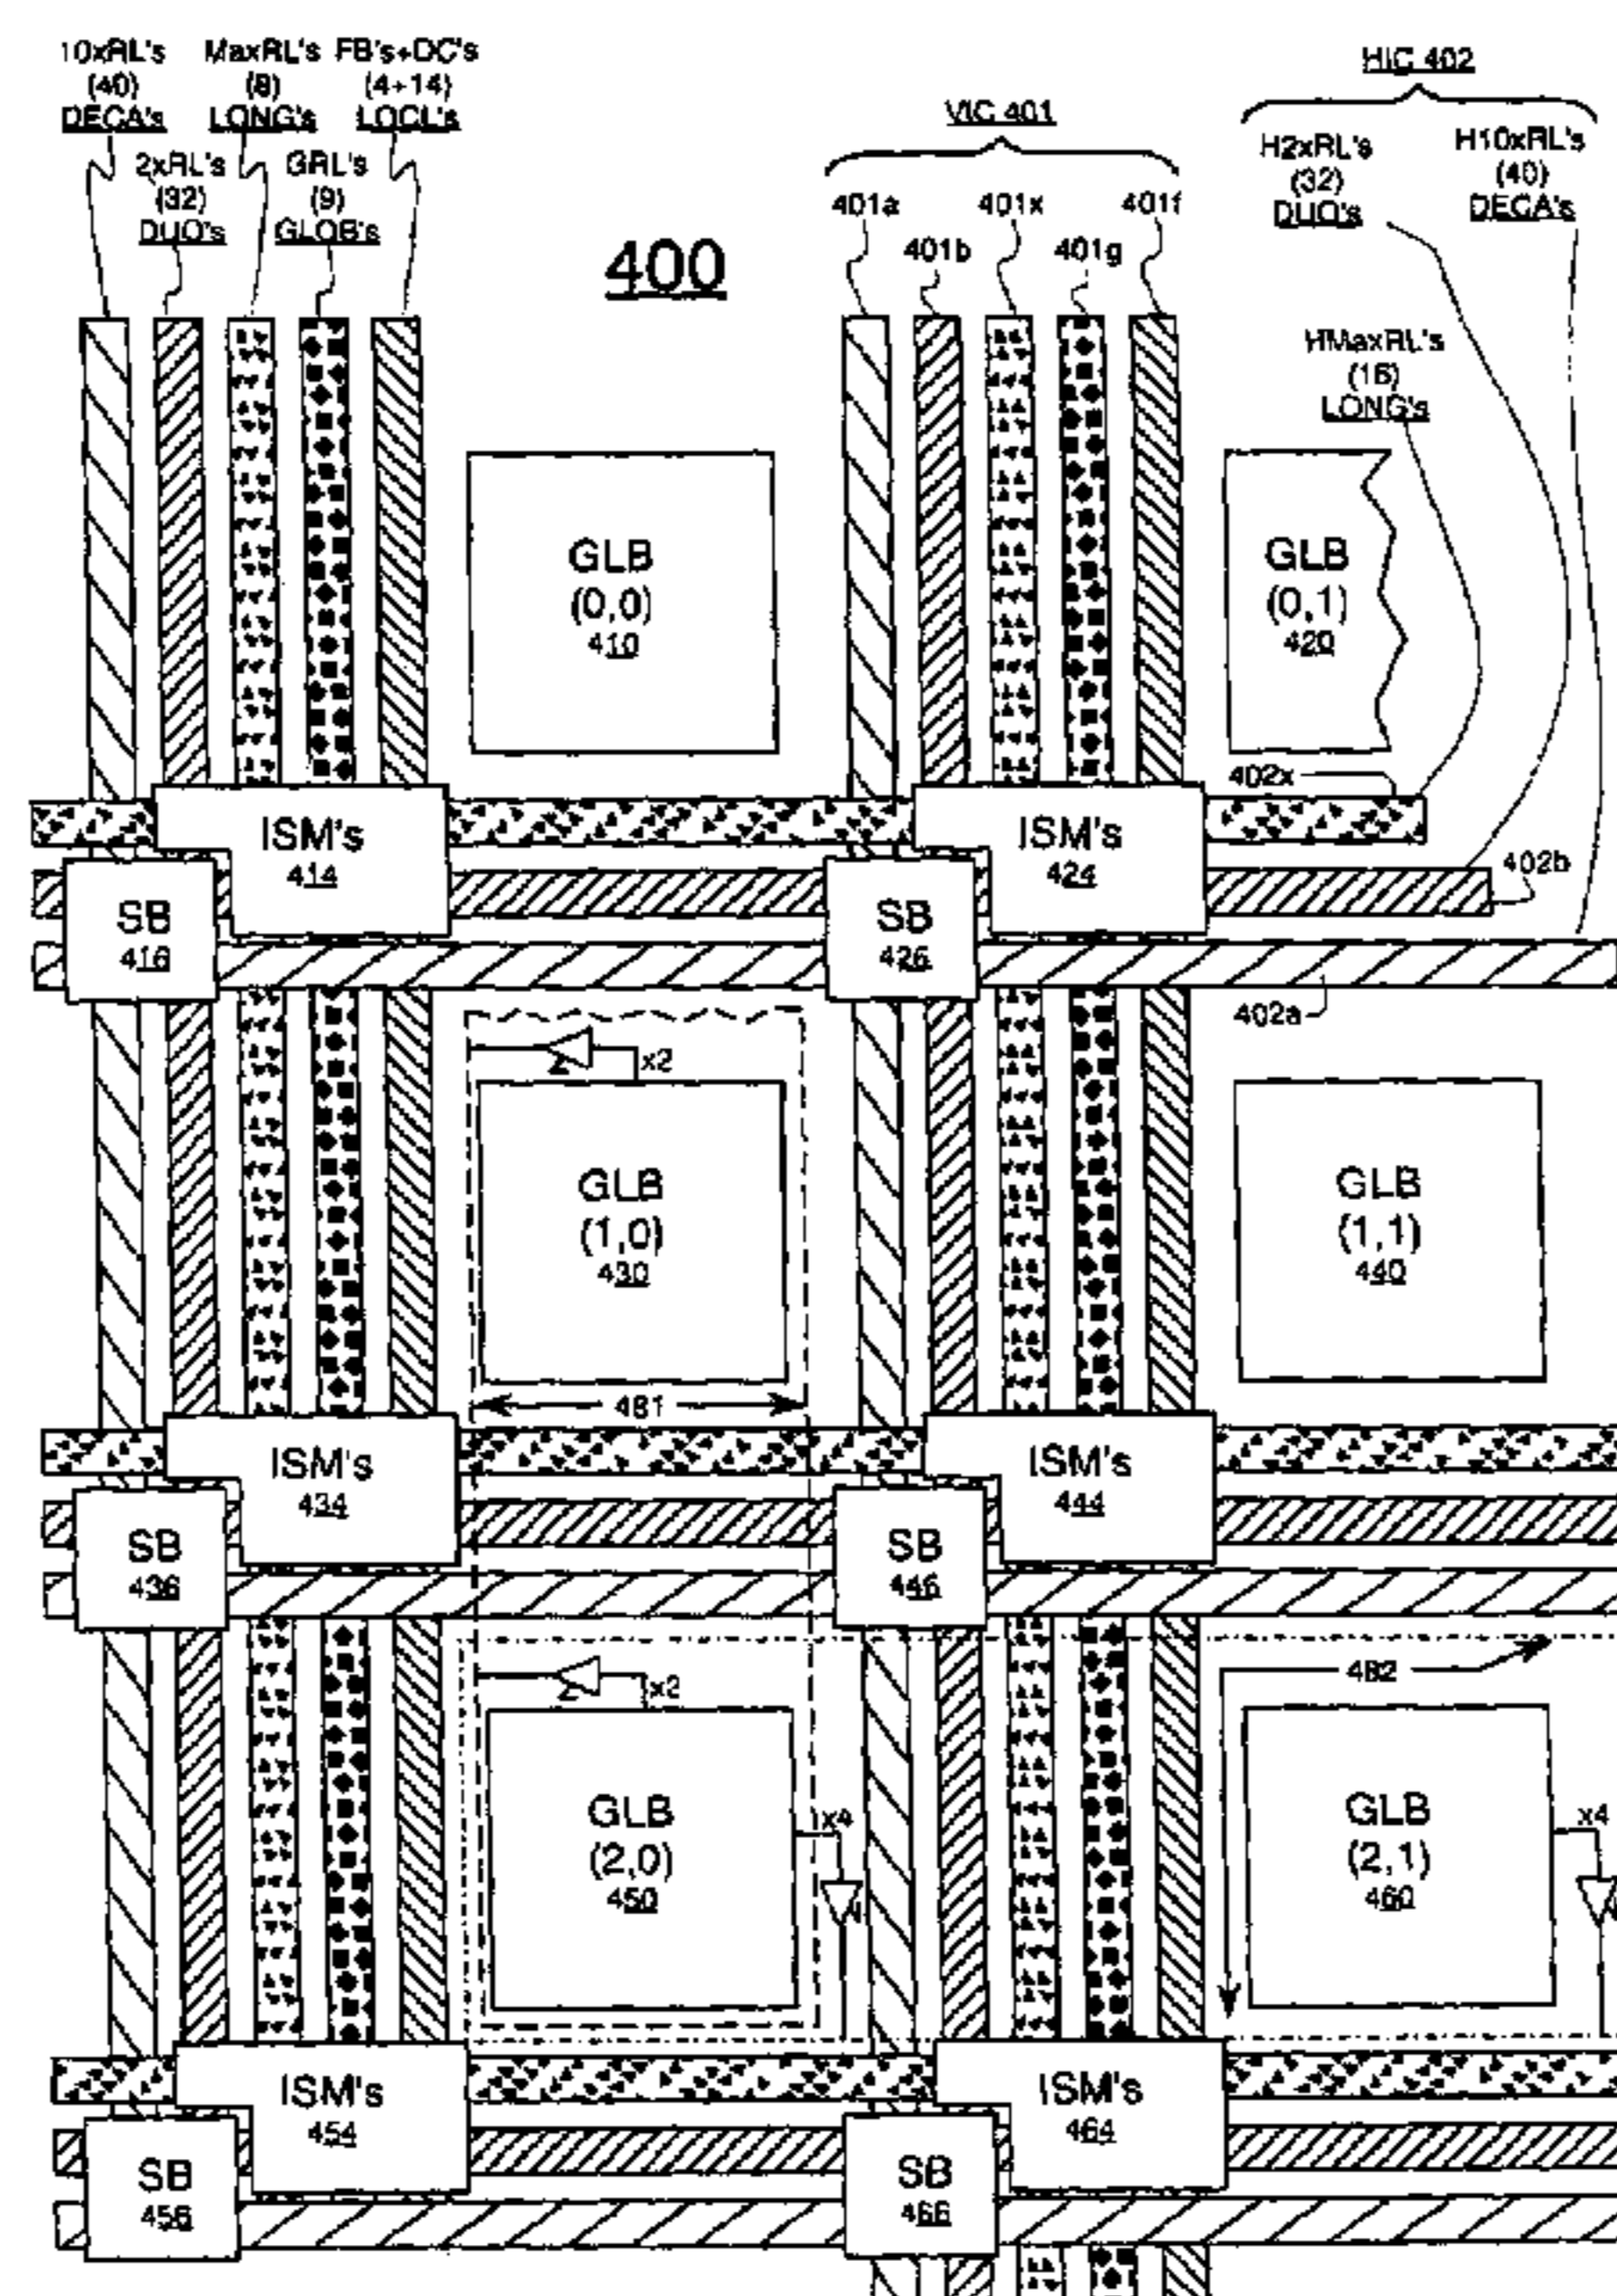 10xRL's
(40)
DECA's
MaxRL's
(8)
LONG's
FB's+DC's
(4+14)
LOCL's
2xRL's
(32)
DUO's
GRL's
(9)
GLOB's
400
VIC 401
401a
401b
401x
401g
401f
HIC 402
H2xRL's
(32)
DUO's
H10xRL's
(40)
DECA's
HMaxRL's
(16)
LONG's
GLB
(0,0)
410
GLB
(0,1)
420
402x
ISM's
414
ISM's
424
402b
SB
416
SB
426
402a
x2
GLB
(1,0)
430
GLB
(1,1)
440
481
ISM's
434
ISM's
444
SB
436
SB
446
482
x2
GLB
(2,0)
450
x4
GLB
(2,1)
460
x4
ISM's
454
ISM's
464
SB
456
SB
466